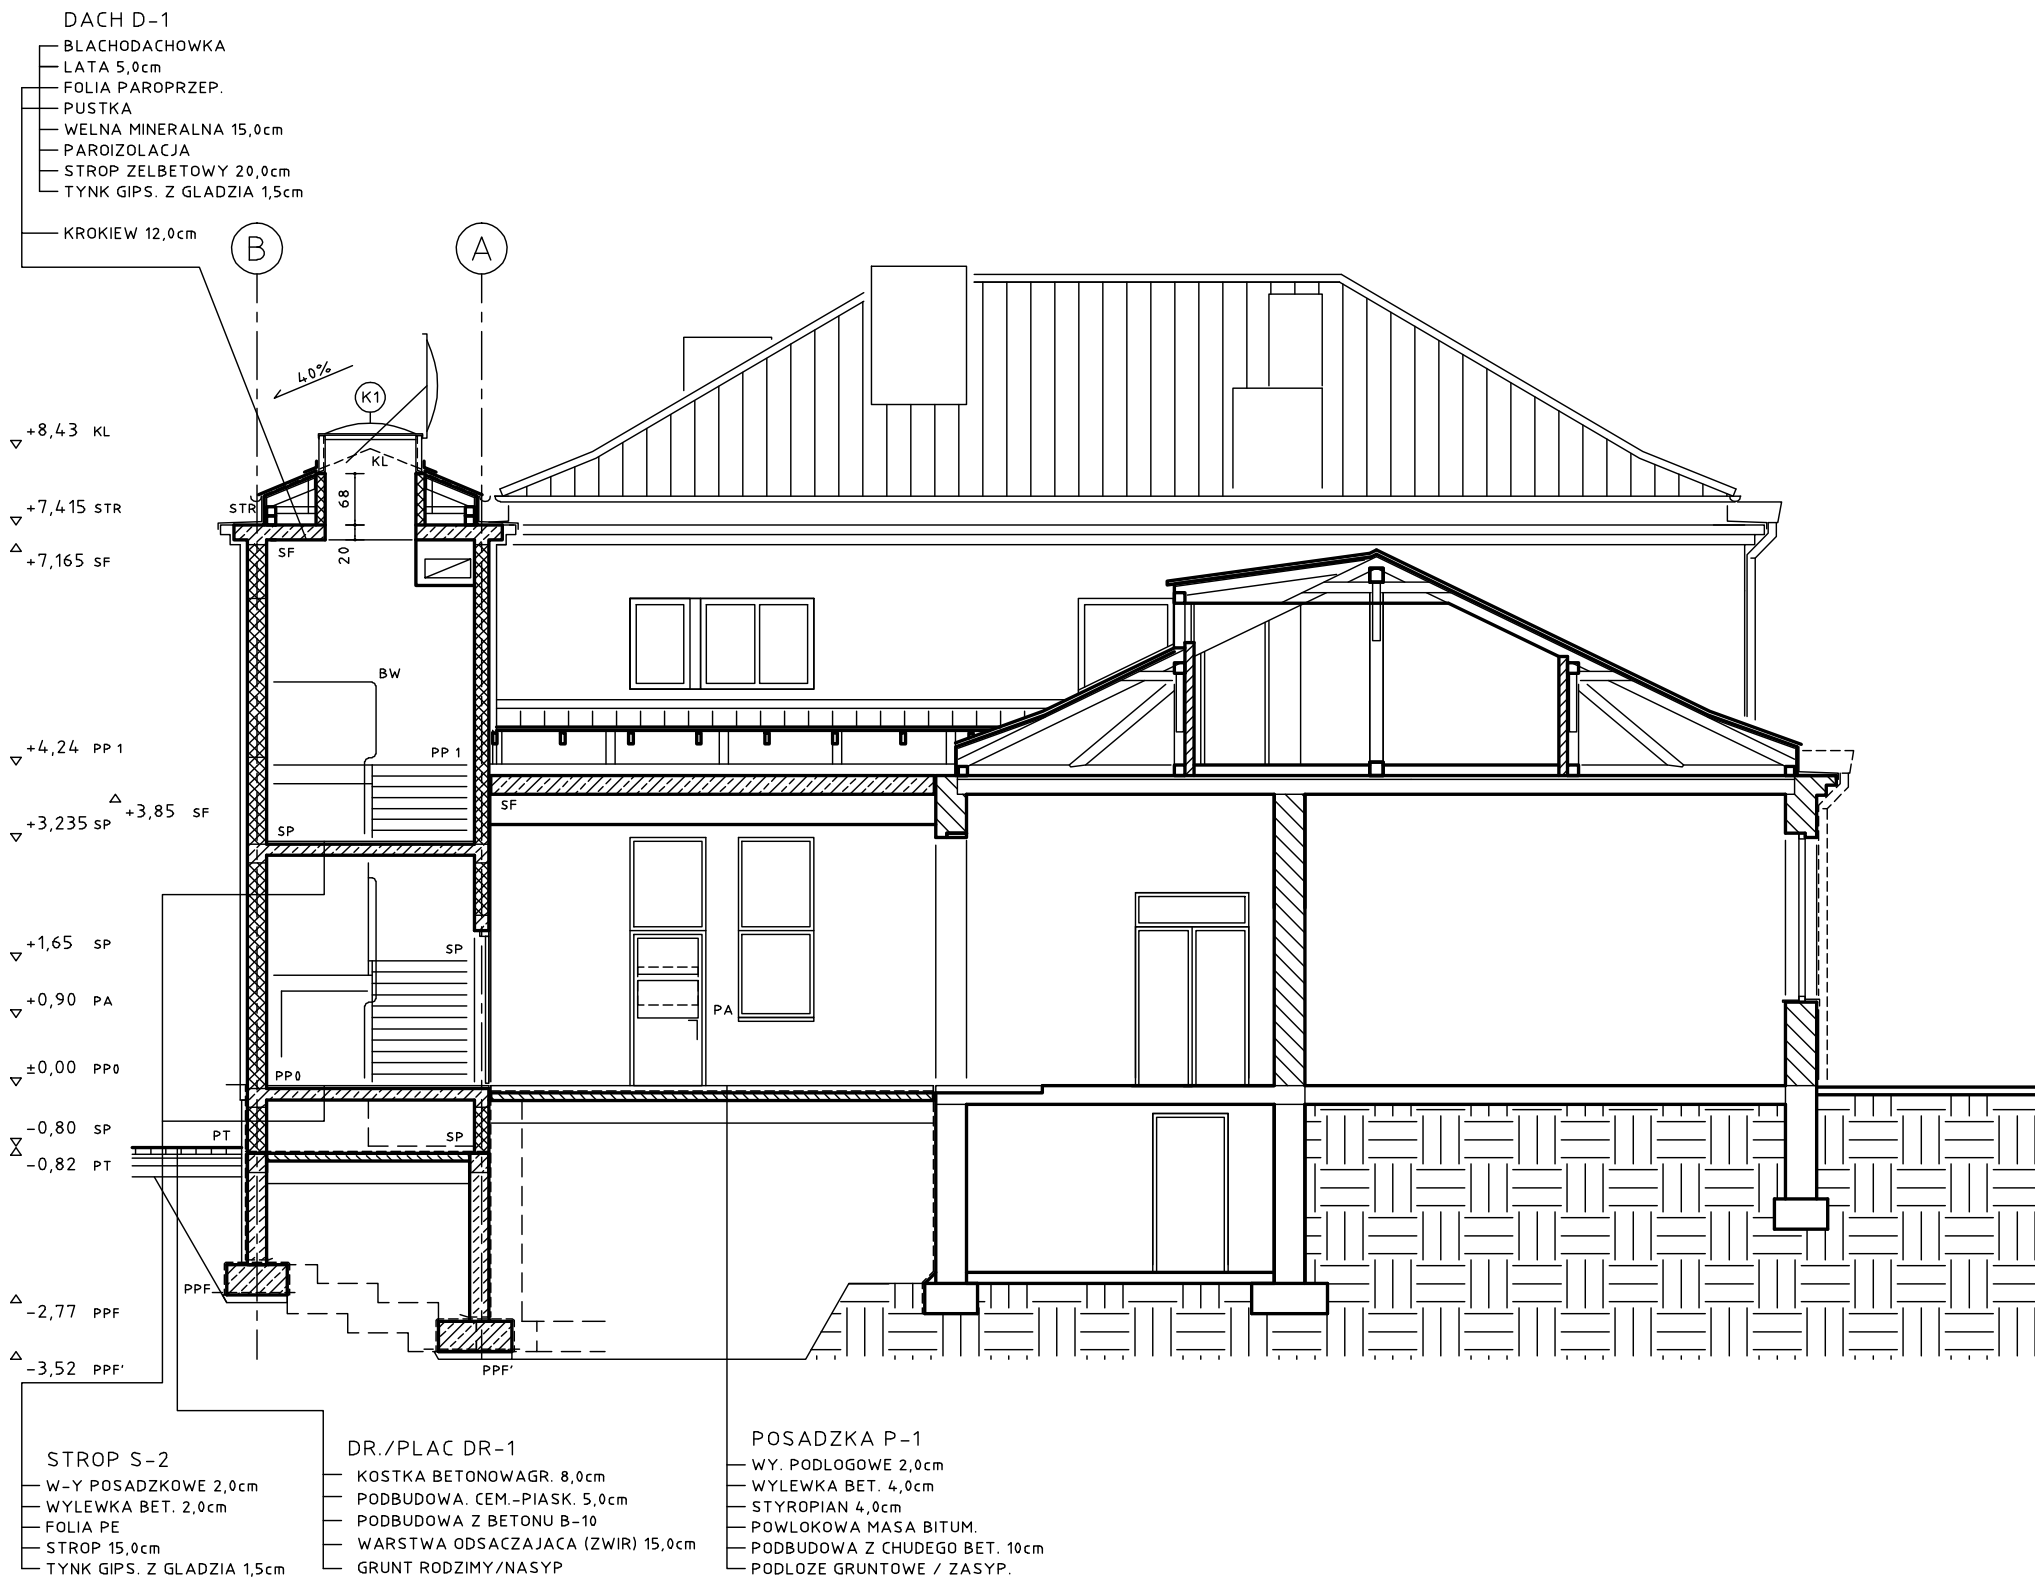 DACH D-1
BLACHODACHOWKA
LATA 5,0cm
FOLIA PAROPRZEP.
PUSTKA
WELNA MINERALNA 15,0cm
PAROIZOLACJA
STROP ZELBETOWY 20,0cm
TYNK GIPS. Z GLADZIA 1,5cm
KROKIEW 12,0cm
B
A
40%
K1
+8,43 KL
KL
68
+7,415 STR
STR
20
SF
+7,165 SF
BW
+4,24 PP 1
PP 1
+3,85 SF
SF
+3,235 SP
SP
+1,65 SP
SP
+0,90 PA
PA
±0,00 PP0
PP0
-0,80 SP
PT
SP
-0,82 PT
PPF
-2,77 PPF
-3,52 PPF'
PPF'
STROP S-2
W-Y POSADZKOWE 2,0cm
WYLEWKA BET. 2,0cm
FOLIA PE
STROP 15,0cm
TYNK GIPS. Z GLADZIA 1,5cm
DR./PLAC DR-1
KOSTKA BETONOWAGR. 8,0cm
PODBUDOWA. CEM.-PIASK. 5,0cm
PODBUDOWA Z BETONU B-10
WARSTWA ODSACZAJACA (ZWIR) 15,0cm
GRUNT RODZIMY/NASYP
POSADZKA P-1
WY. PODLOGOWE 2,0cm
WYLEWKA BET. 4,0cm
STYROPIAN 4,0cm
POWLOKOWA MASA BITUM.
PODBUDOWA Z CHUDEGO BET. 10cm
PODLOZE GRUNTOWE / ZASYP.